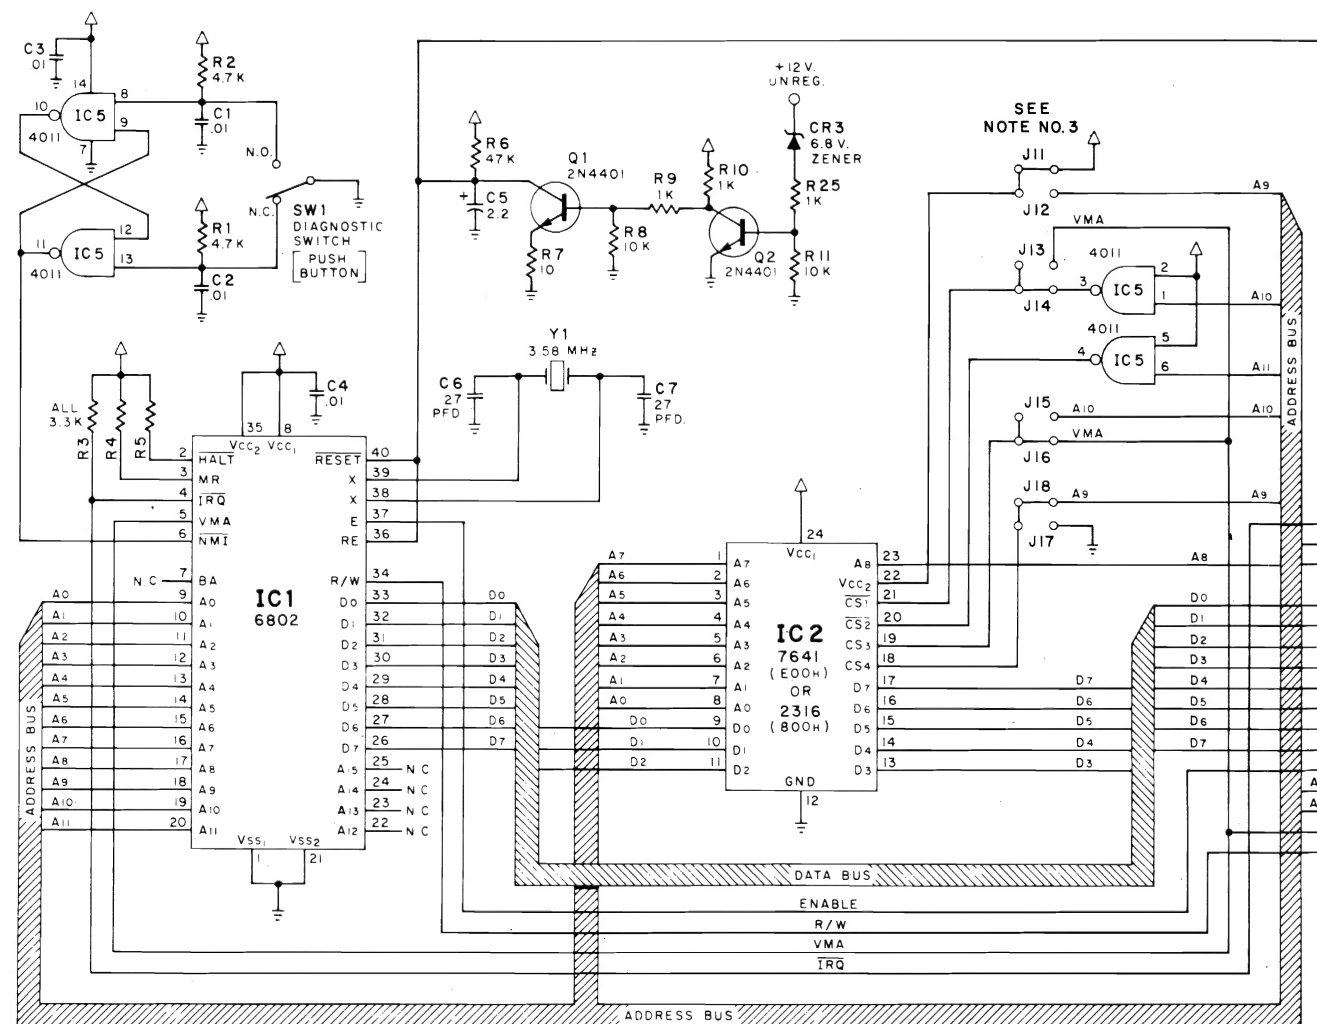 C3
.01
14
10
IC5
8
9
4011
7
R2
4.7K
C1
.01
N.O.
N.C.
SW1
DIAGNOSTIC
SWITCH
[PUSH
BUTTON]
R1
4.7K
C2
.01
11
IC5
12
13
4011
R6
47K
+
C5
2.2
Q1
2N4401
R7
10
R8
10K
R9
1K
R10
1K
Q2
2N4401
+12V.
UNREG.
CR3
6.8V.
ZENER
R25
1K
R11
10K
SEE
NOTE NO.3
J11
J12
A9
VMA
J13
J14
4011
3
IC5
2
1
A10
4011
4
IC5
5
6
A11
J15
A10
A10
J16
VMA
J18
A9
A9
J17
ADDRESS BUS
Y1
3.58 MHz
C6
27
PFD
C7
27
PFD.
ALL
3.3K
R3
R4
R5
C4
.01
35
8
VCC2 VCC1
2 HALT
3 MR
4 IRQ
5 VMA
6 NMI
N.C. 7 BA
A0 9 A0
A1 10 A1
A2 11 A2
A3 12 A3
A4 13 A4
A5 14 A5
A6 15 A6
A7 16 A7
A8 17 A8
A9 18 A9
A10 19 A10
A11 20 A11
ADDRESS BUS
IC1
6802
VSS1 VSS2
1
21
RESET 40
X 39
X 38
E 37
RE 36
R/W 34
D0 33 D0
D1 32 D1
D2 31 D2
D3 30 D3
D4 29 D4
D5 28 D5
D6 27 D6
D7 26 D7
A15 25 N C
A14 24 N C
A13 23 N C
A12 22 N C
24
VCC1
A7 1 A7
A6 2 A6
A5 3 A5
A4 4 A4
A3 5 A3
A2 6 A2
A1 7 A1
A0 8 A0
D0 9 D0
D1 10 D1
D2 11 D2
IC2
7641
(E00H)
OR
2316
(800H)
GND
12
A8 23 A8
VCC2 22
CS1 21
CS2 20
CS3 19
CS4 18
D7 17 D7
D6 16 D6
D5 15 D5
D4 14 D4
D3 13 D3
D0
D1
D2
D3
D4
D5
D6
D7
DATA BUS
ENABLE
R/W
VMA
IRQ
ADDRESS BUS